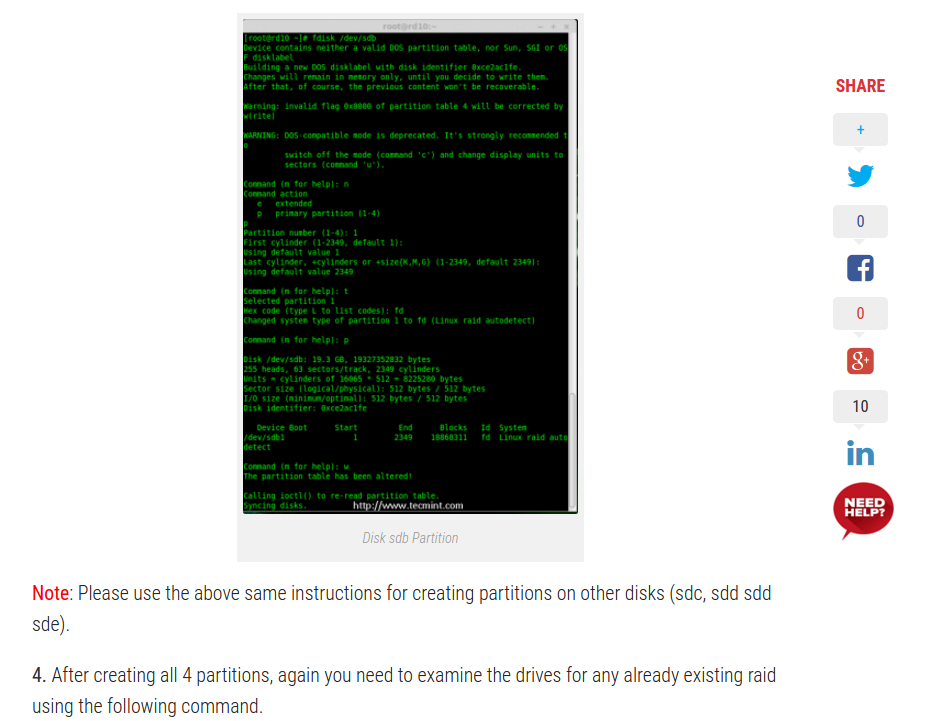 root@rd10:~
[root@rd10 ~]# fdisk /dev/sdb
Device contains neither a valid DOS partition table, nor Sun, SGI or OS
F disklabel
Building a new DOS disklabel with disk identifier 0xce2ac1fe.
Changes will remain in memory only, until you decide to write them.
After that, of course, the previous content won't be recoverable.
Warning: invalid flag 0x0000 of partition table 4 will be corrected by
w(rite)
WARNING: DOS-compatible mode is deprecated. It's strongly recommended t
o
switch off the mode (command 'c') and change display units to
sectors (command 'u').
Command (m for help): n
Command action
e extended
p primary partition (1-4)
p
Partition number (1-4): 1
First cylinder (1-2349, default 1):
Using default value 1
Last cylinder, +cylinders or +size{K,M,G} (1-2349, default 2349):
Using default value 2349
Command (m for help): t
Selected partition 1
Hex code (type L to list codes): fd
Changed system type of partition 1 to fd (Linux raid autodetect)
Command (m for help): p
Disk /dev/sdb: 19.3 GB, 19327352832 bytes
255 heads, 63 sectors/track, 2349 cylinders
Units = cylinders of 16065 * 512 = 8225280 bytes
Sector size (logical/physical): 512 bytes / 512 bytes
I/O size (minimum/optimal): 512 bytes / 512 bytes
Disk identifier: 0xce2ac1fe
Device Boot Start End Blocks Id System
/dev/sdb1 1 2349 18868311 fd Linux raid auto
detect
Command (m for help): w
The partition table has been altered!
Calling ioctl() to re-read partition table.
Syncing disks.
http://www.tecmint.com
Disk sdb Partition
Note: Please use the above same instructions for creating partitions on other disks (sdc, sdd sdd
sde).
4. After creating all 4 partitions, again you need to examine the drives for any already existing raid
using the following command.
SHARE
+
0
f
0
g+
10
in
NEED
HELP?